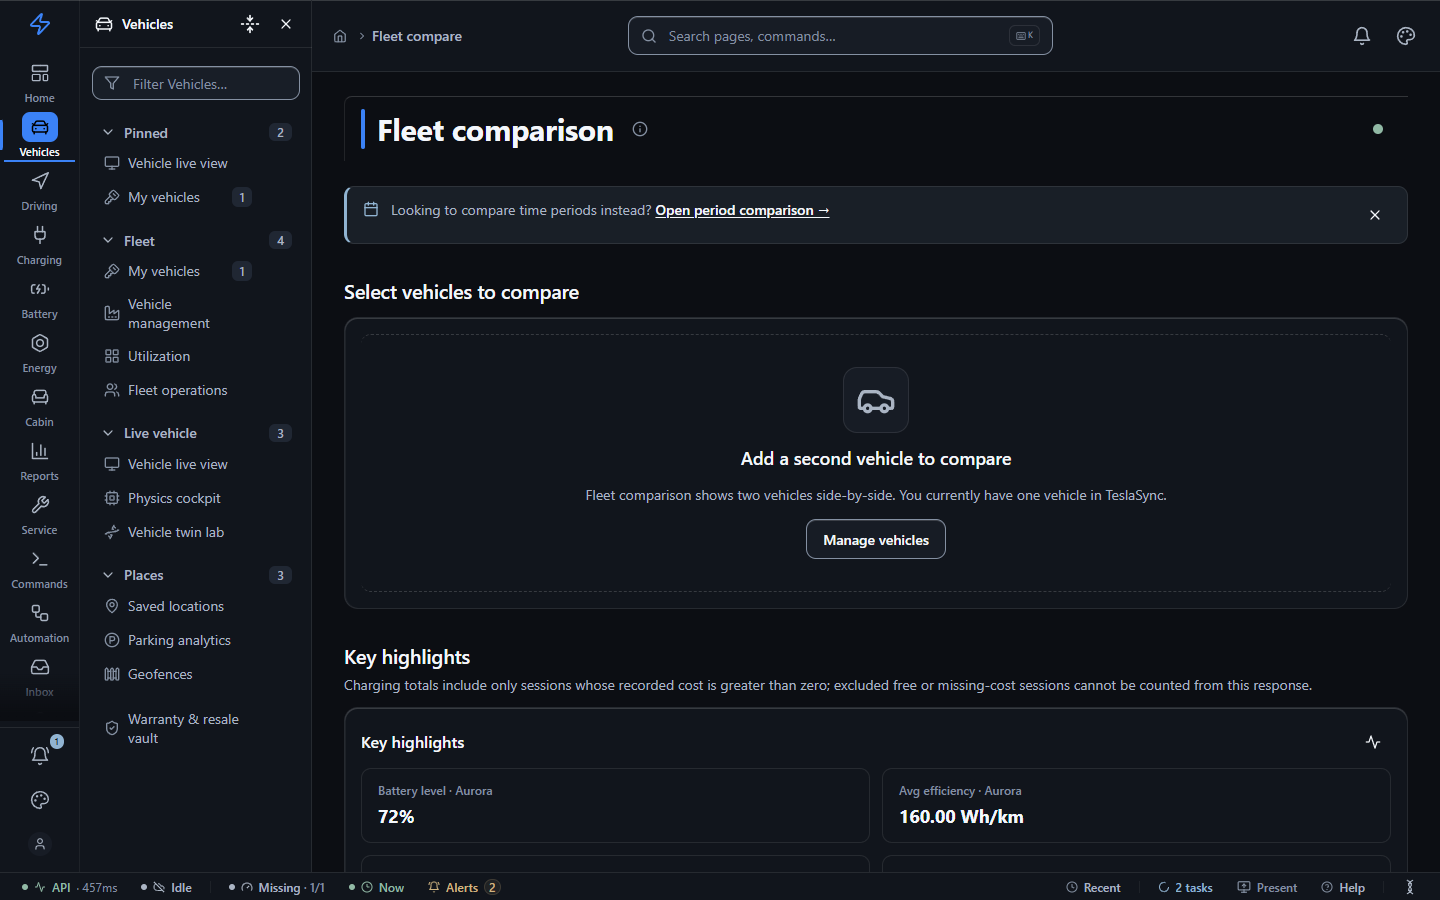 Vehicles
Fleet compare
Search pages, commands...
K
Home
Vehicles
Driving
Charging
Battery
Energy
Cabin
Reports
Service
Commands
Automation
Inbox
1
Filter Vehicles...
Pinned 2
Vehicle live view
My vehicles 1
Fleet 4
My vehicles 1
Vehicle
management
Utilization
Fleet operations
Live vehicle 3
Vehicle live view
Physics cockpit
Vehicle twin lab
Places 3
Saved locations
Parking analytics
Geofences
Warranty & resale
vault
Fleet comparison
Looking to compare time periods instead? Open period comparison →
Select vehicles to compare
Add a second vehicle to compare
Fleet comparison shows two vehicles side-by-side. You currently have one vehicle in TeslaSync.
Manage vehicles
Key highlights
Charging totals include only sessions whose recorded cost is greater than zero; excluded free or missing-cost sessions cannot be counted from this response.
Key highlights
Battery level · Aurora
72%
Avg efficiency · Aurora
160.00 Wh/km
API · 457ms
Idle
Missing · 1/1
Now
Alerts 2
Recent
2 tasks
Present
Help